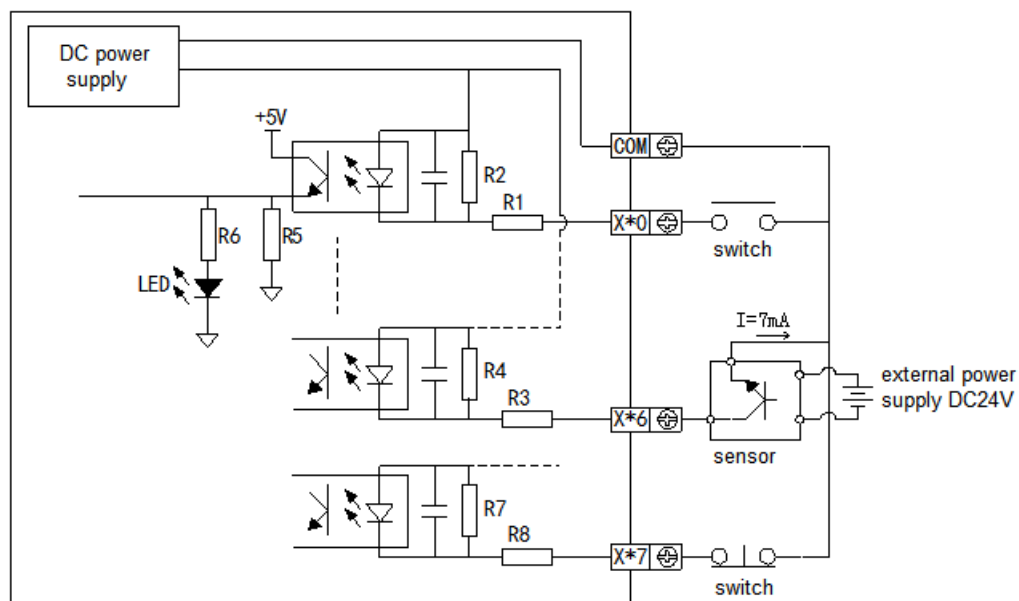 DC power
supply
+5V
COM
R2
R1
X*0
switch
R6
R5
LED
I=7mA
R4
R3
X*6
external power
supply DC24V
sensor
R7
R8
X*7
switch